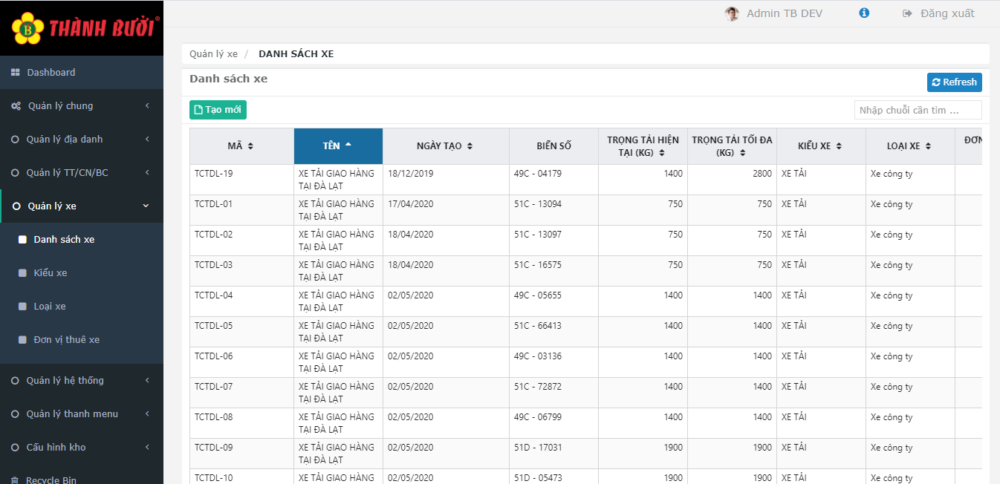 THÀNH BƯỞI®
Admin TB DEV
Đăng xuất
Dashboard
Quản lý chung
Quản lý địa danh
Quản lý TT/CN/BC
Quản lý xe
Danh sách xe
Kiểu xe
Loại xe
Đơn vị thuê xe
Quản lý hệ thống
Quản lý thanh menu
Cấu hình kho
Recycle Bin
Quản lý xe / DANH SÁCH XE
Danh sách xe
Refresh
Tạo mới
Nhập chuỗi cần tìm ...
MÃ TÊN NGÀY TẠO BIỂN SỐ TRỌNG TẢI HIỆN TRỌNG TẢI TỐI ĐA KIỂU XE LOẠI XE ĐƠN
TẠI (KG) (KG)
TCTDL-19 XE TẢI GIAO HÀNG 18/12/2019 49C - 04179 1400 2800 XE TẢI Xe công ty
TẠI ĐÀ LẠT
TCTDL-01 XE TẢI GIAO HÀNG 17/04/2020 51C - 13094 750 750 XE TẢI Xe công ty
TẠI ĐÀ LẠT
TCTDL-02 XE TẢI GIAO HÀNG 18/04/2020 51C - 13097 750 750 XE TẢI Xe công ty
TẠI ĐÀ LẠT
TCTDL-03 XE TẢI GIAO HÀNG 18/04/2020 51C - 16575 750 750 XE TẢI Xe công ty
TẠI ĐÀ LẠT
TCTDL-04 XE TẢI GIAO HÀNG 02/05/2020 49C - 05655 1400 1400 XE TẢI Xe công ty
TẠI ĐÀ LẠT
TCTDL-05 XE TẢI GIAO HÀNG 02/05/2020 51C - 66413 1400 1400 XE TẢI Xe công ty
TẠI ĐÀ LẠT
TCTDL-06 XE TẢI GIAO HÀNG 02/05/2020 49C - 03136 1400 1400 XE TẢI Xe công ty
TẠI ĐÀ LẠT
TCTDL-07 XE TẢI GIAO HÀNG 02/05/2020 51C - 72872 1400 1400 XE TẢI Xe công ty
TẠI ĐÀ LẠT
TCTDL-08 XE TẢI GIAO HÀNG 02/05/2020 49C - 06799 1400 1400 XE TẢI Xe công ty
TẠI ĐÀ LẠT
TCTDL-09 XE TẢI GIAO HÀNG 02/05/2020 51D - 17031 1900 1900 XE TẢI Xe công ty
TẠI ĐÀ LẠT
TCTDL-10 XE TẢI GIAO HÀNG 02/05/2020 51D - 05473 1900 1900 XE TẢI Xe công ty